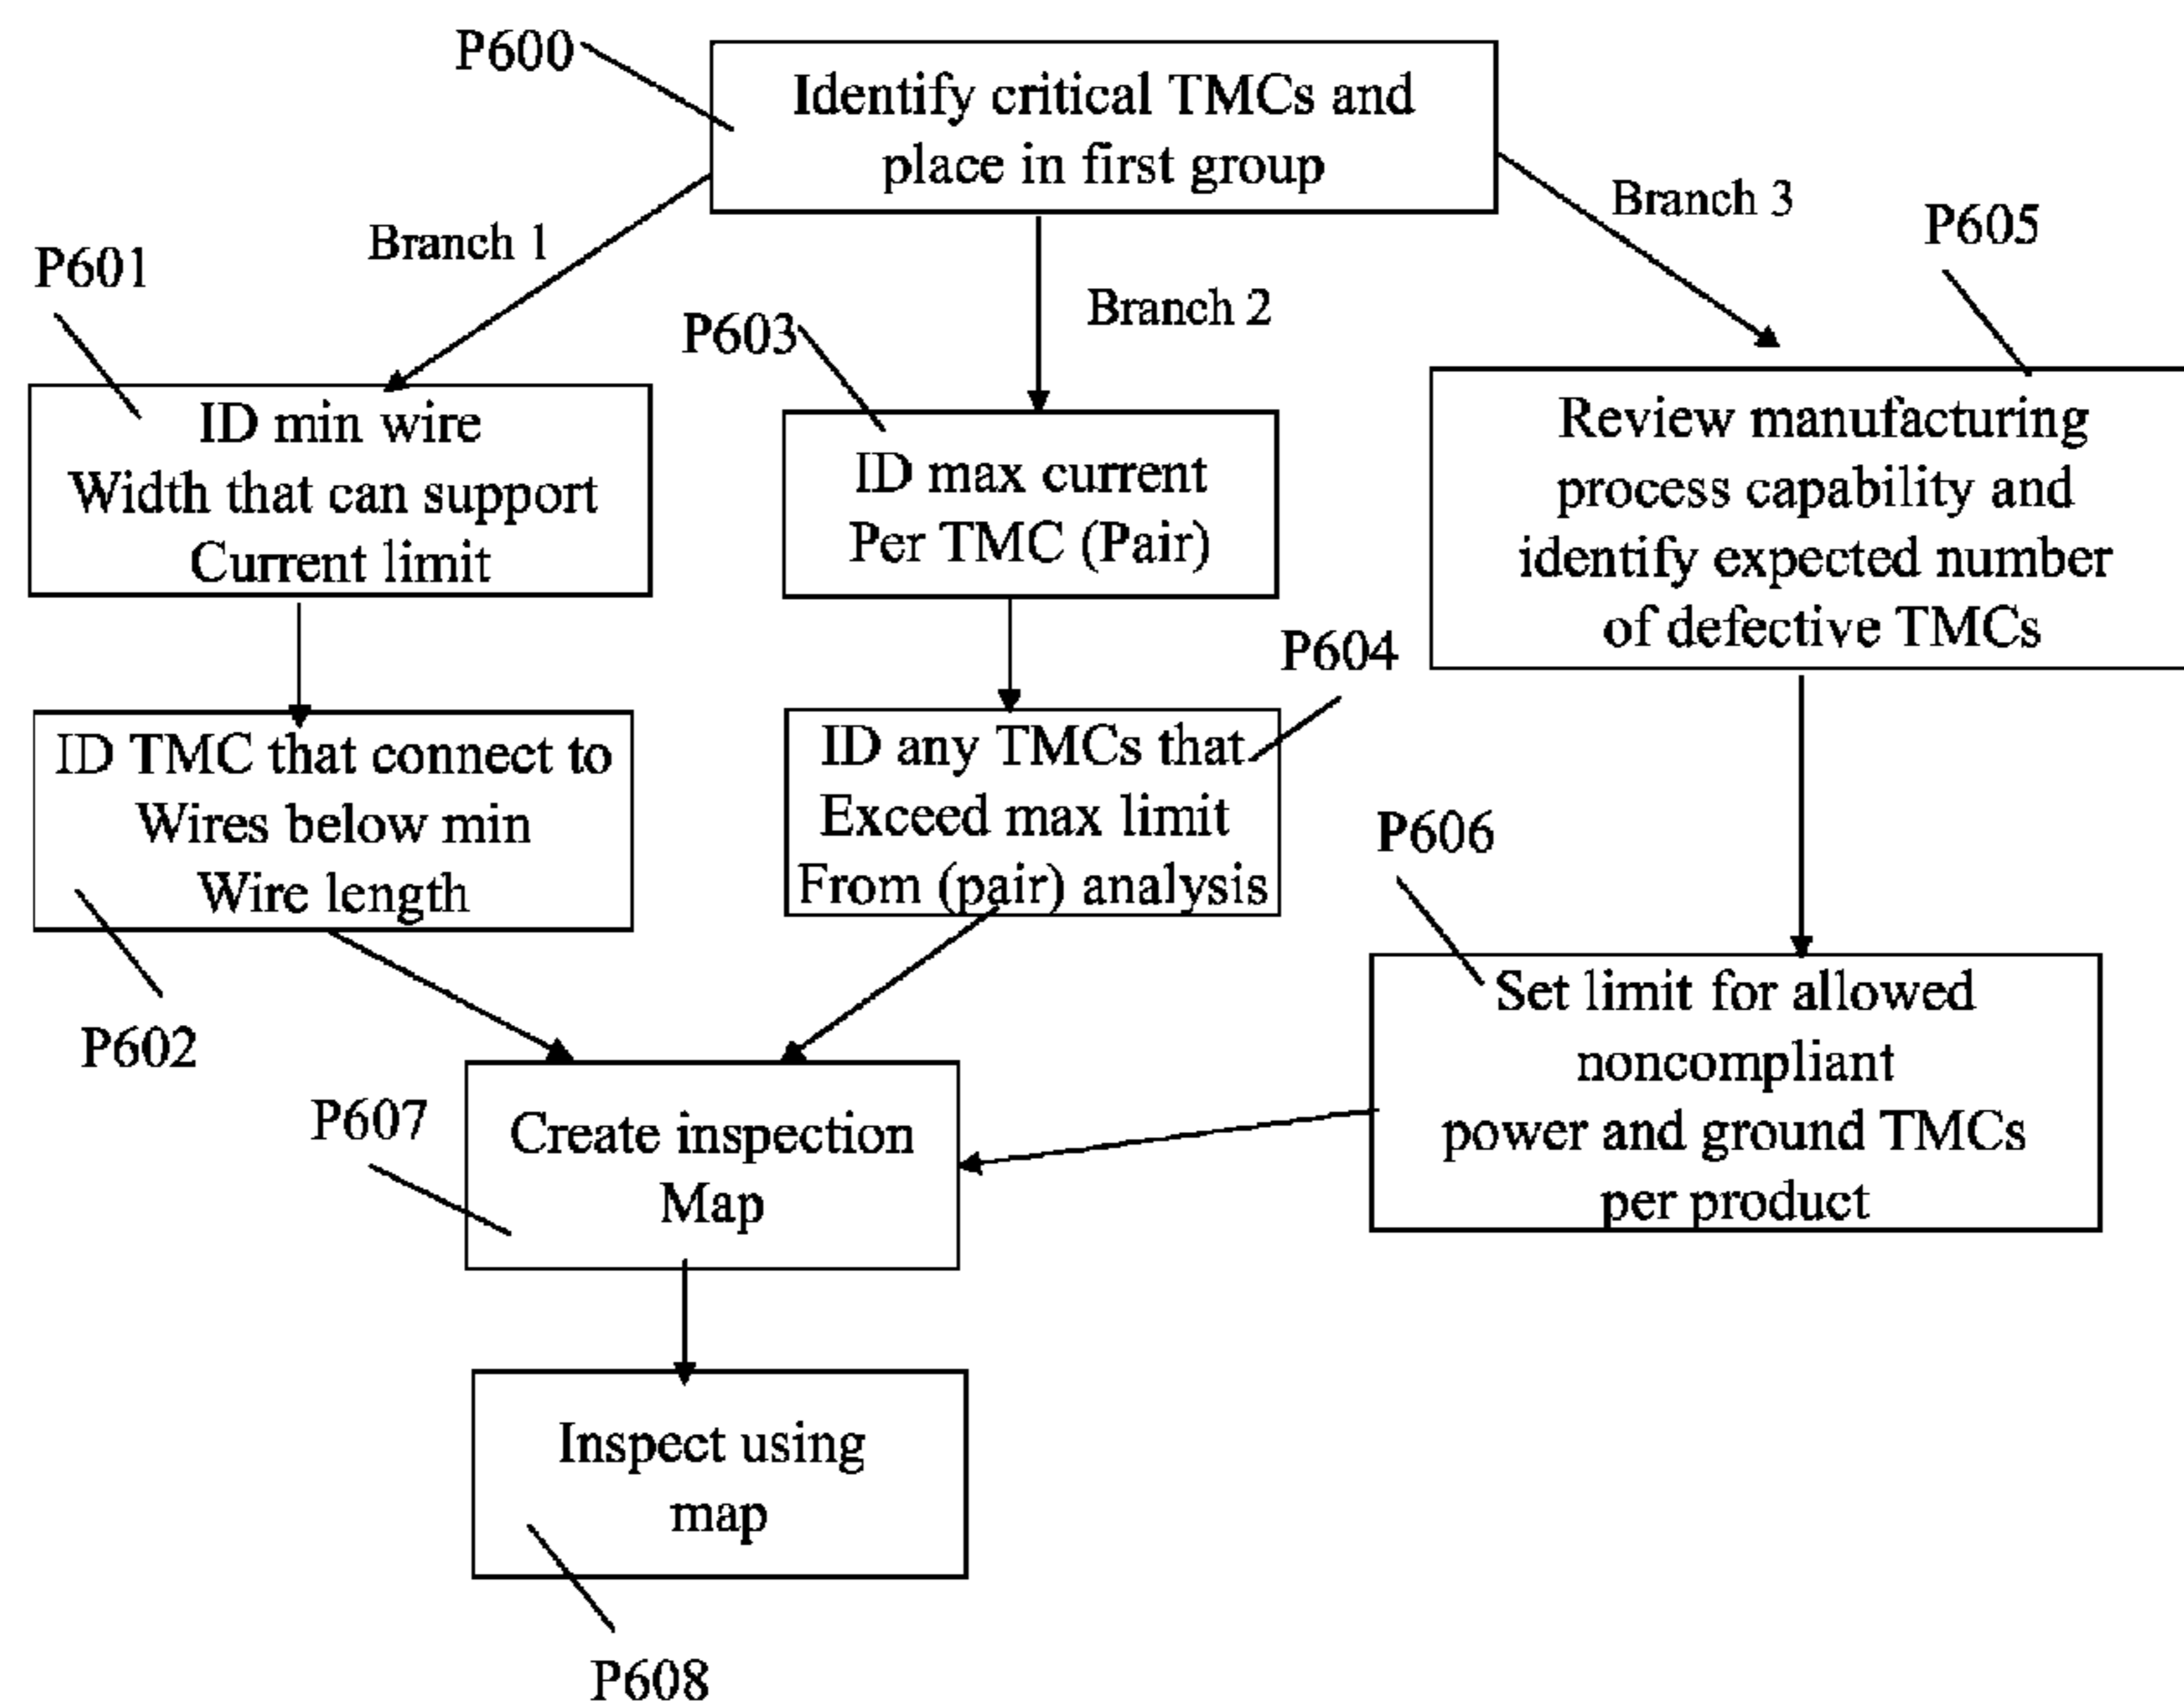 P600
Identify critical TMCs and
place in first group
Branch 1
Branch 2
Branch 3
P601
ID min wire
Width that can support
Current limit
P603
ID max current
Per TMC (Pair)
P605
Review manufacturing
process capability and
identify expected number
of defective TMCs
ID TMC that connect to
Wires below min
Wire length
P602
P604
ID any TMCs that
Exceed max limit
From (pair) analysis
P606
Set limit for allowed
noncompliant
power and ground TMCs
per product
P607
Create inspection
Map
Inspect using
map
P608